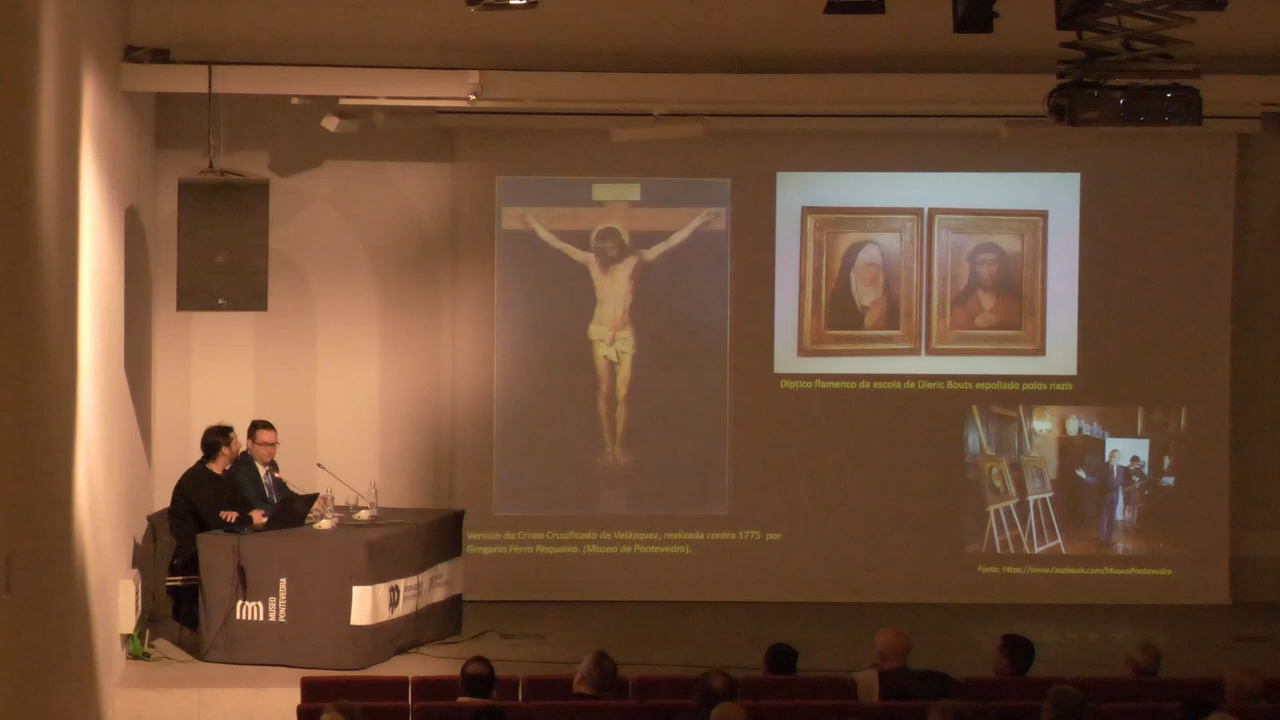 Versión do Cristo Crucificado de Velázquez, realizada contra 1775 por
Gregorio Ferro Requeixo. (Museo de Pontevedra).
Díptico flamenco da escola de Dieric Bouts espoliado polos nazis
Fonte: https://www.facebook.com/MuseoPontevedra
MUSEO
PONTEVEDRA